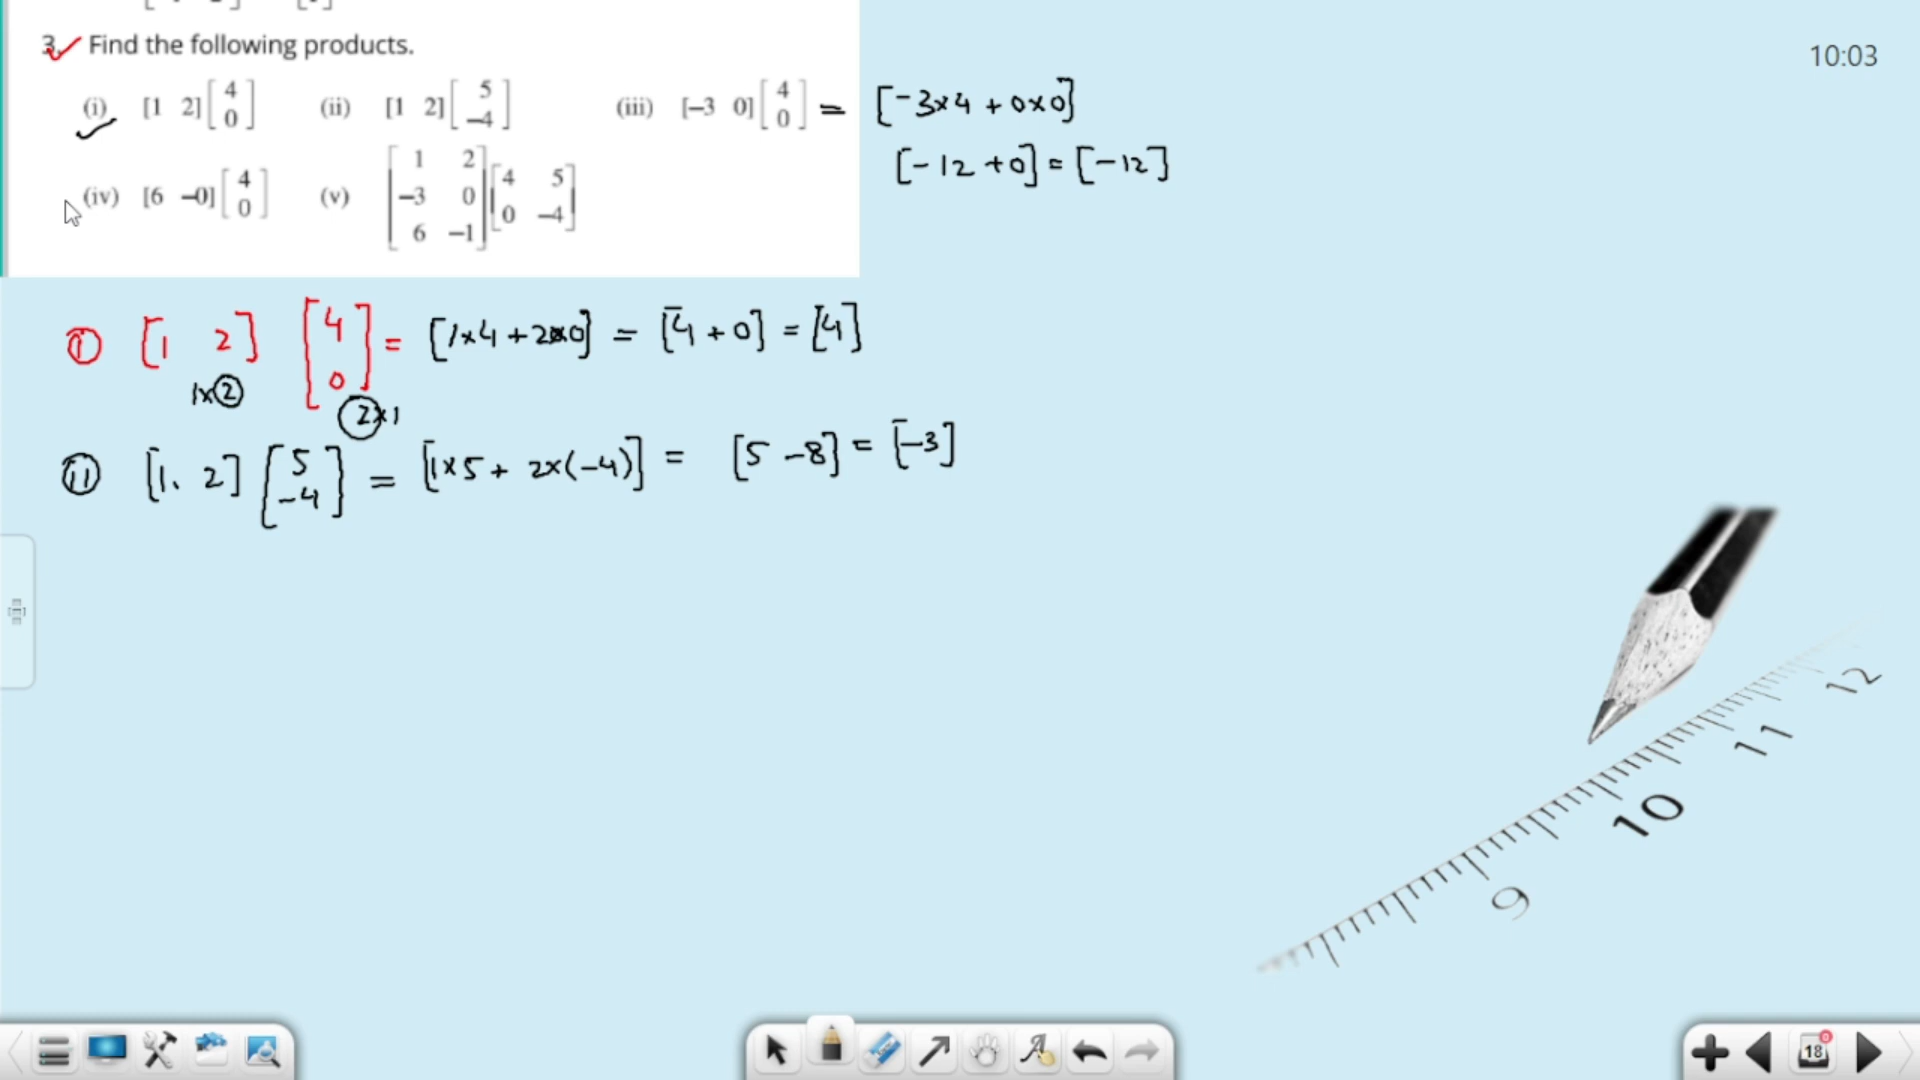 3. Find the following products.
(i) [1 2][4 0] (ii) [1 2][5 -4] (iii) [-3 0][4 0] = [-3×4 + 0×0]
[-12 + 0] = [-12]
(iv) [6 -0][4 0] (v) [1 2 -3 0 6 -1][4 5 0 -4]
① [1 2] [4 0] = [1×4 + 2×0] = [4 + 0] = [4]
1×2
2×1
⑪ [1. 2] [5 -4] = [1×5 + 2×(-4)] = [5 -8] = [-3]
10:03
9 10 11 12
18